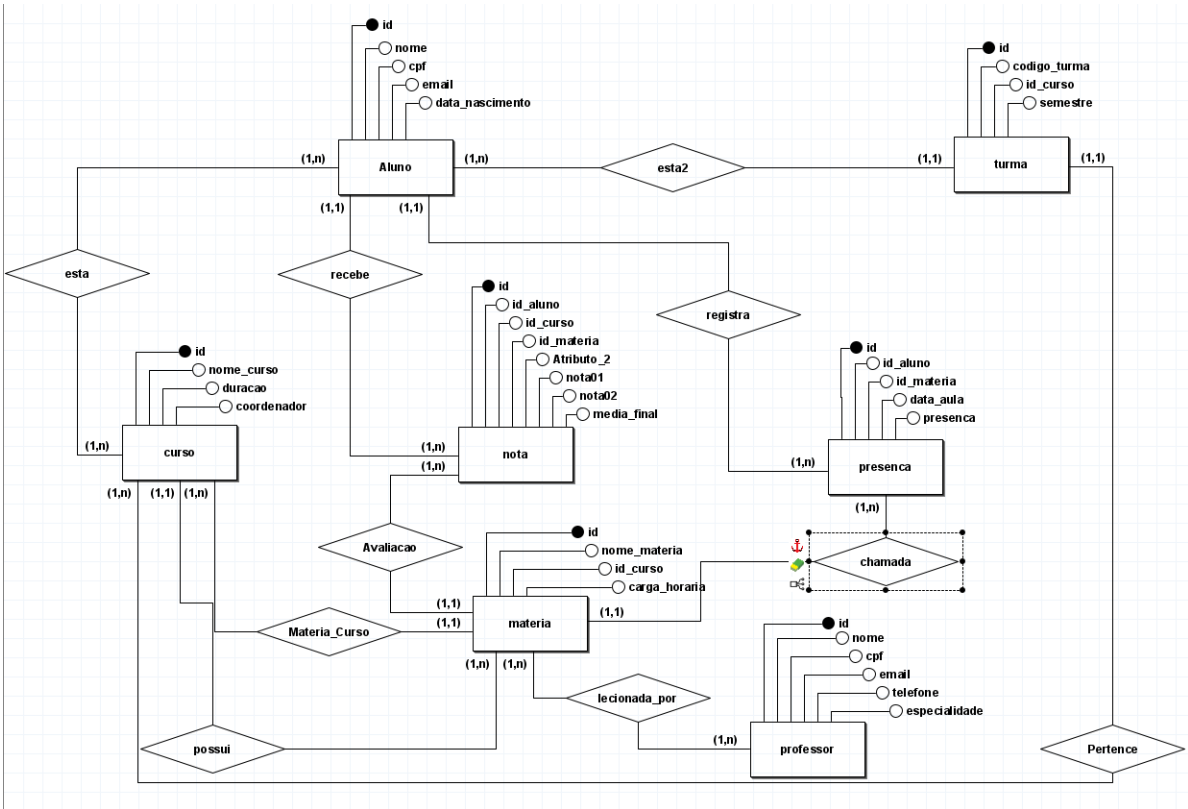 id
nome
cpf
email
data_nascimento
id
codigo_turma
id_curso
semestre
(1,n)
Aluno
(1,n)
esta2
(1,1)
turma
(1,1)
(1,1)
(1,1)
esta
recebe
registra
id
id_aluno
id_curso
id_materia
Atributo_2
nota01
nota02
media_final
id
nome_curso
duracao
coordenador
id
id_aluno
id_materia
data_aula
presenca
(1,n)
curso
(1,n)
nota
(1,n)
(1,n)
presenca
(1,n)
(1,1)
(1,n)
(1,n)
Avaliacao
chamada
id
nome_materia
id_curso
carga_horaria
(1,1)
(1,1)
Materia_Curso
(1,1)
materia
(1,n)
(1,n)
id
nome
cpf
email
telefone
especialidade
lecionada_por
(1,n)
professor
possui
Pertence